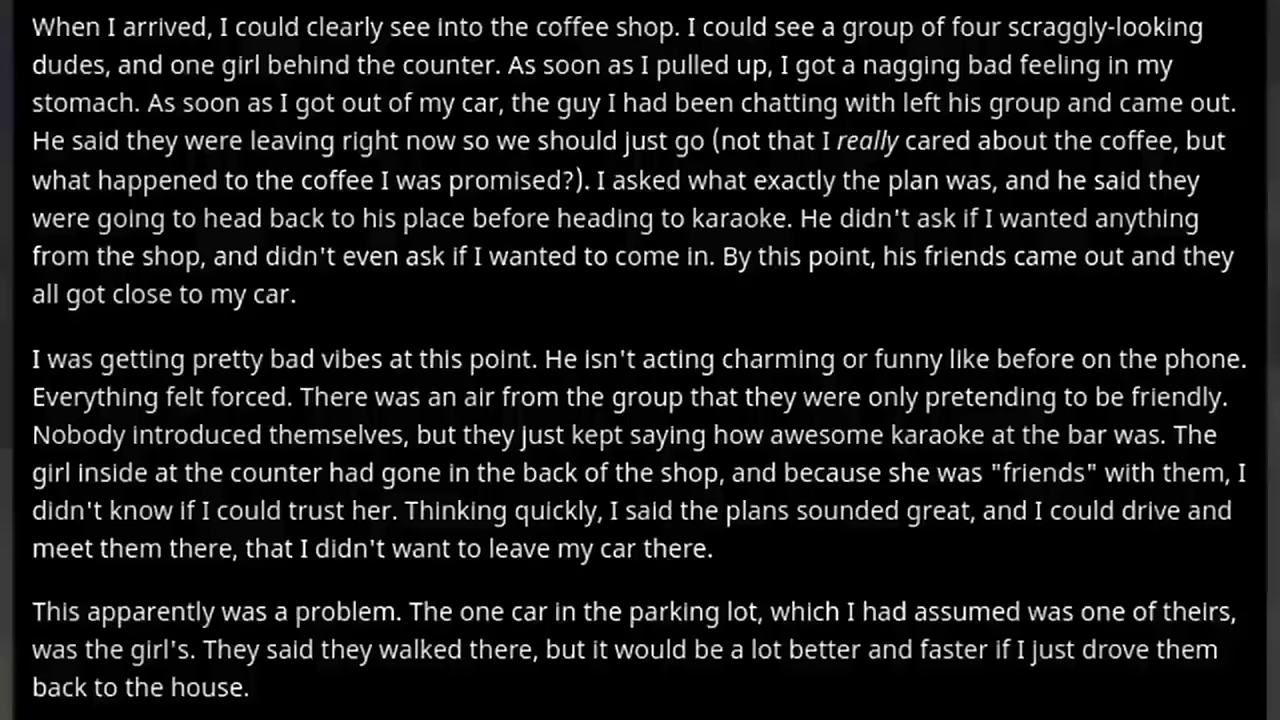 When I arrived, I could clearly see into the coffee shop. I could see a group of four scraggly-looking
dudes, and one girl behind the counter. As soon as I pulled up, I got a nagging bad feeling in my
stomach. As soon as I got out of my car, the guy I had been chatting with left his group and came out.
He said they were leaving right now so we should just go (not that I really cared about the coffee, but
what happened to the coffee I was promised?). I asked what exactly the plan was, and he said they
were going to head back to his place before heading to karaoke. He didn't ask if I wanted anything
from the shop, and didn't even ask if I wanted to come in. By this point, his friends came out and they
all got close to my car.
I was getting pretty bad vibes at this point. He isn't acting charming or funny like before on the phone.
Everything felt forced. There was an air from the group that they were only pretending to be friendly.
Nobody introduced themselves, but they just kept saying how awesome karaoke at the bar was. The
girl inside at the counter had gone in the back of the shop, and because she was "friends" with them, I
didn't know if I could trust her. Thinking quickly, I said the plans sounded great, and I could drive and
meet them there, that I didn't want to leave my car there.
This apparently was a problem. The one car in the parking lot, which I had assumed was one of theirs,
was the girl's. They said they walked there, but it would be a lot better and faster if I just drove them
back to the house.